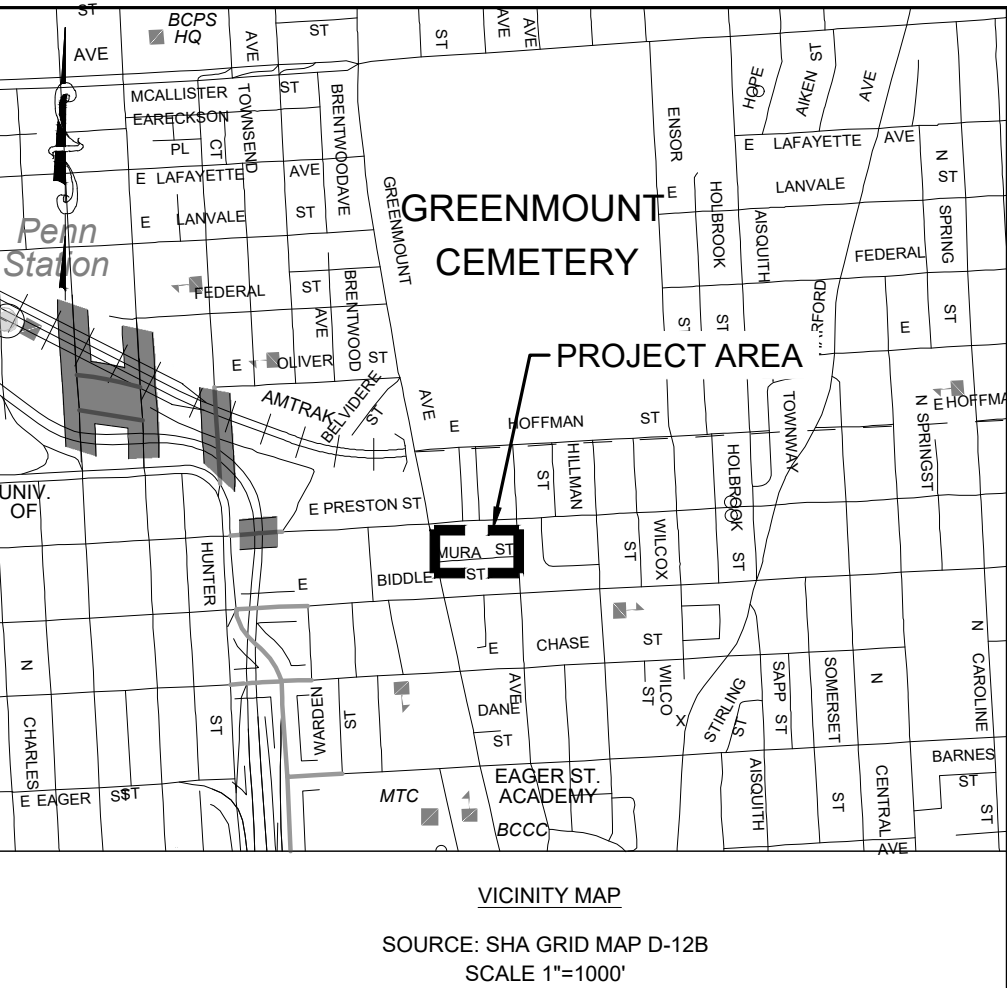 ST
BCPS
HQ
AVE
AVE
ST
ST
AVE
AVE
MCALLISTER
ST
EARECKSON
PL
CT
TOWNSEND
BRENTWOODAVE
E LAFAYETTE
AVE
E LANVALE
ST
GREENMOUNT
GREENMOUNT
CEMETERY
ENSOR
E
HOPE
AIKEN ST
AVE
E LAFAYETTE AVE
LANVALE
N
ST
HOLBROOK
AISQUITH
SPRING
FEDERAL
Penn
Station
FEDERAL
ST
AVE
BRENTWOOD
E
OLIVER
ST
AMTRAK
BELVIDERE
ST
AVE
PROJECT AREA
ST
ST
E
ST
E HOFFMAN ST
TOWNWAY
N SPRINGST
E HOFFMA
ST
HILLMAN
HOLBROOK
ST
UNIV.
OF
E PRESTON ST
HUNTER
ST
MURA ST
E
BIDDLE
ST
ST
WILCOX
E CHASE ST
N
CHARLES
WARDEN
ST
AVE
DANE
ST
WILCO
X
ST
STIRLING
ST
SAPP ST
SOMERSET
ST
N
CENTRAL
AVE
N
CAROLINE
ST
BARNES
ST
AISQUITH
E EAGER
MTC
EAGER ST.
ACADEMY
BCCC
VICINITY MAP
SOURCE: SHA GRID MAP D-12B
SCALE 1"=1000'